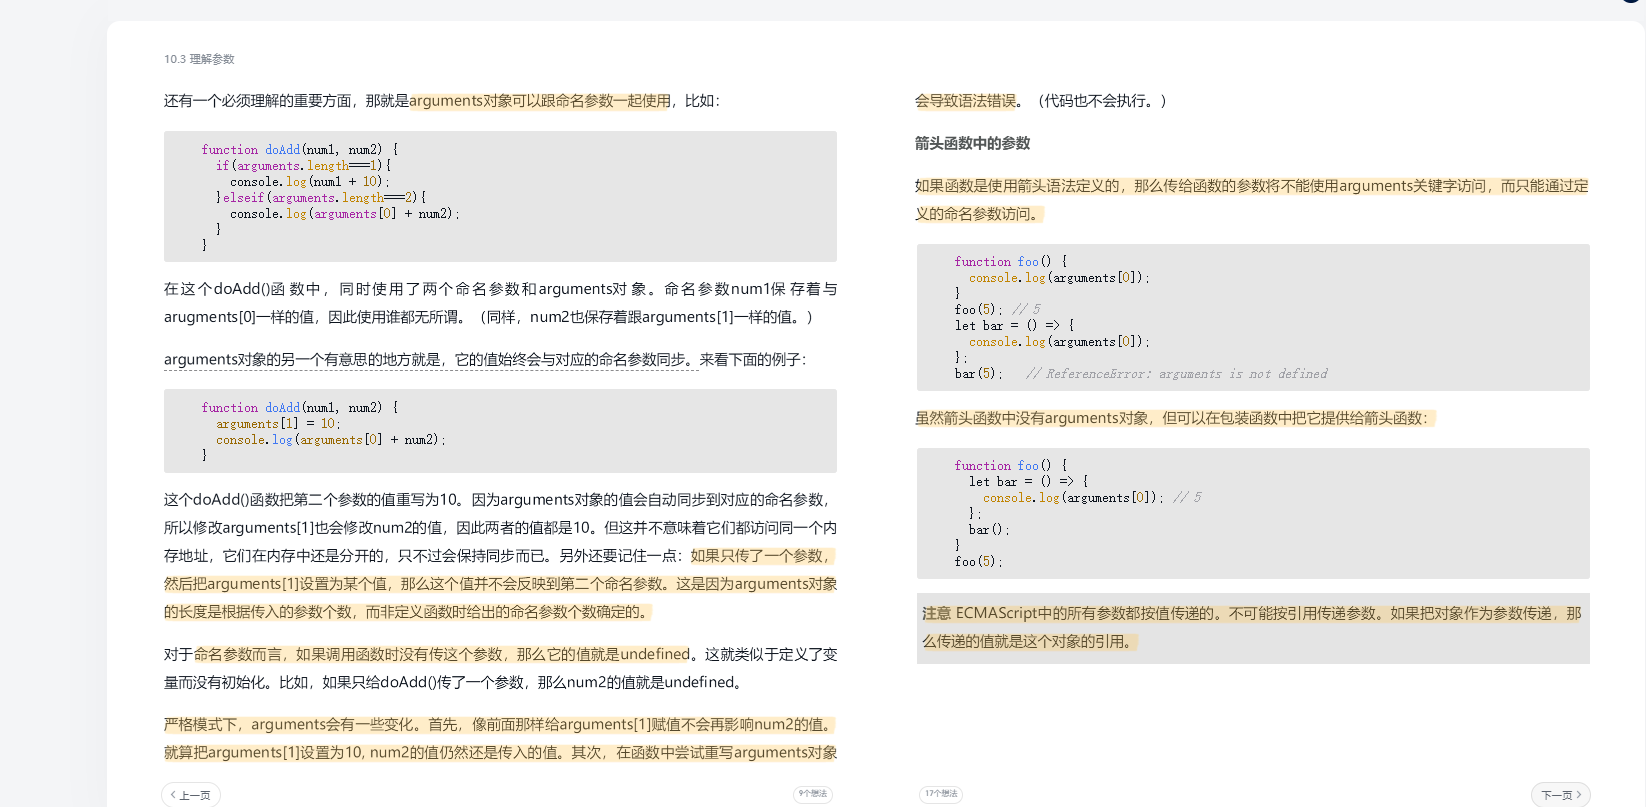 10.3 理解参数
还有一个必须理解的重要方面，那就是arguments对象可以跟命名参数一起使用，比如：
function doAdd(num1, num2) {
  if(arguments.length===1){
    console.log(num1 + 10);
  }elseif(arguments.length===2){
    console.log(arguments[0] + num2);
  }
}
在这个doAdd()函数中，同时使用了两个命名参数和arguments对象。命名参数num1保存着与
arugments[0]一样的值，因此使用谁都无所谓。（同样，num2也保存着跟arguments[1]一样的值。）
arguments对象的另一个有意思的地方就是，它的值始终会与对应的命名参数同步。来看下面的例子：
function doAdd(num1, num2) {
  arguments[1] = 10;
  console.log(arguments[0] + num2);
}
这个doAdd()函数把第二个参数的值重写为10。因为arguments对象的值会自动同步到对应的命名参数，
所以修改arguments[1]也会修改num2的值，因此两者的值都是10。但这并不意味着它们都访问同一个内
存地址，它们在内存中还是分开的，只不过会保持同步而已。另外还要记住一点：如果只传了一个参数，
然后把arguments[1]设置为某个值，那么这个值并不会反映到第二个命名参数。这是因为arguments对象
的长度是根据传入的参数个数，而非定义函数时给出的命名参数个数确定的。
对于命名参数而言，如果调用函数时没有传这个参数，那么它的值就是undefined。这就类似于定义了变
量而没有初始化。比如，如果只给doAdd()传了一个参数，那么num2的值就是undefined。
严格模式下，arguments会有一些变化。首先，像前面那样给arguments[1]赋值不会再影响num2的值。
就算把arguments[1]设置为10, num2的值仍然还是传入的值。其次，在函数中尝试重写arguments对象
上一页
9个想法
会导致语法错误。（代码也不会执行。）
箭头函数中的参数
如果函数是使用箭头语法定义的，那么传给函数的参数将不能使用arguments关键字访问，而只能通过定
义的命名参数访问。
function foo() {
  console.log(arguments[0]);
}
foo(5); // 5
let bar = () => {
  console.log(arguments[0]);
};
bar(5);   // ReferenceError: arguments is not defined
虽然箭头函数中没有arguments对象，但可以在包装函数中把它提供给箭头函数：
function foo() {
  let bar = () => {
    console.log(arguments[0]); // 5
  };
  bar();
}
foo(5);
注意 ECMAScript中的所有参数都按值传递的。不可能按引用传递参数。如果把对象作为参数传递，那
么传递的值就是这个对象的引用。
17个想法
下一页